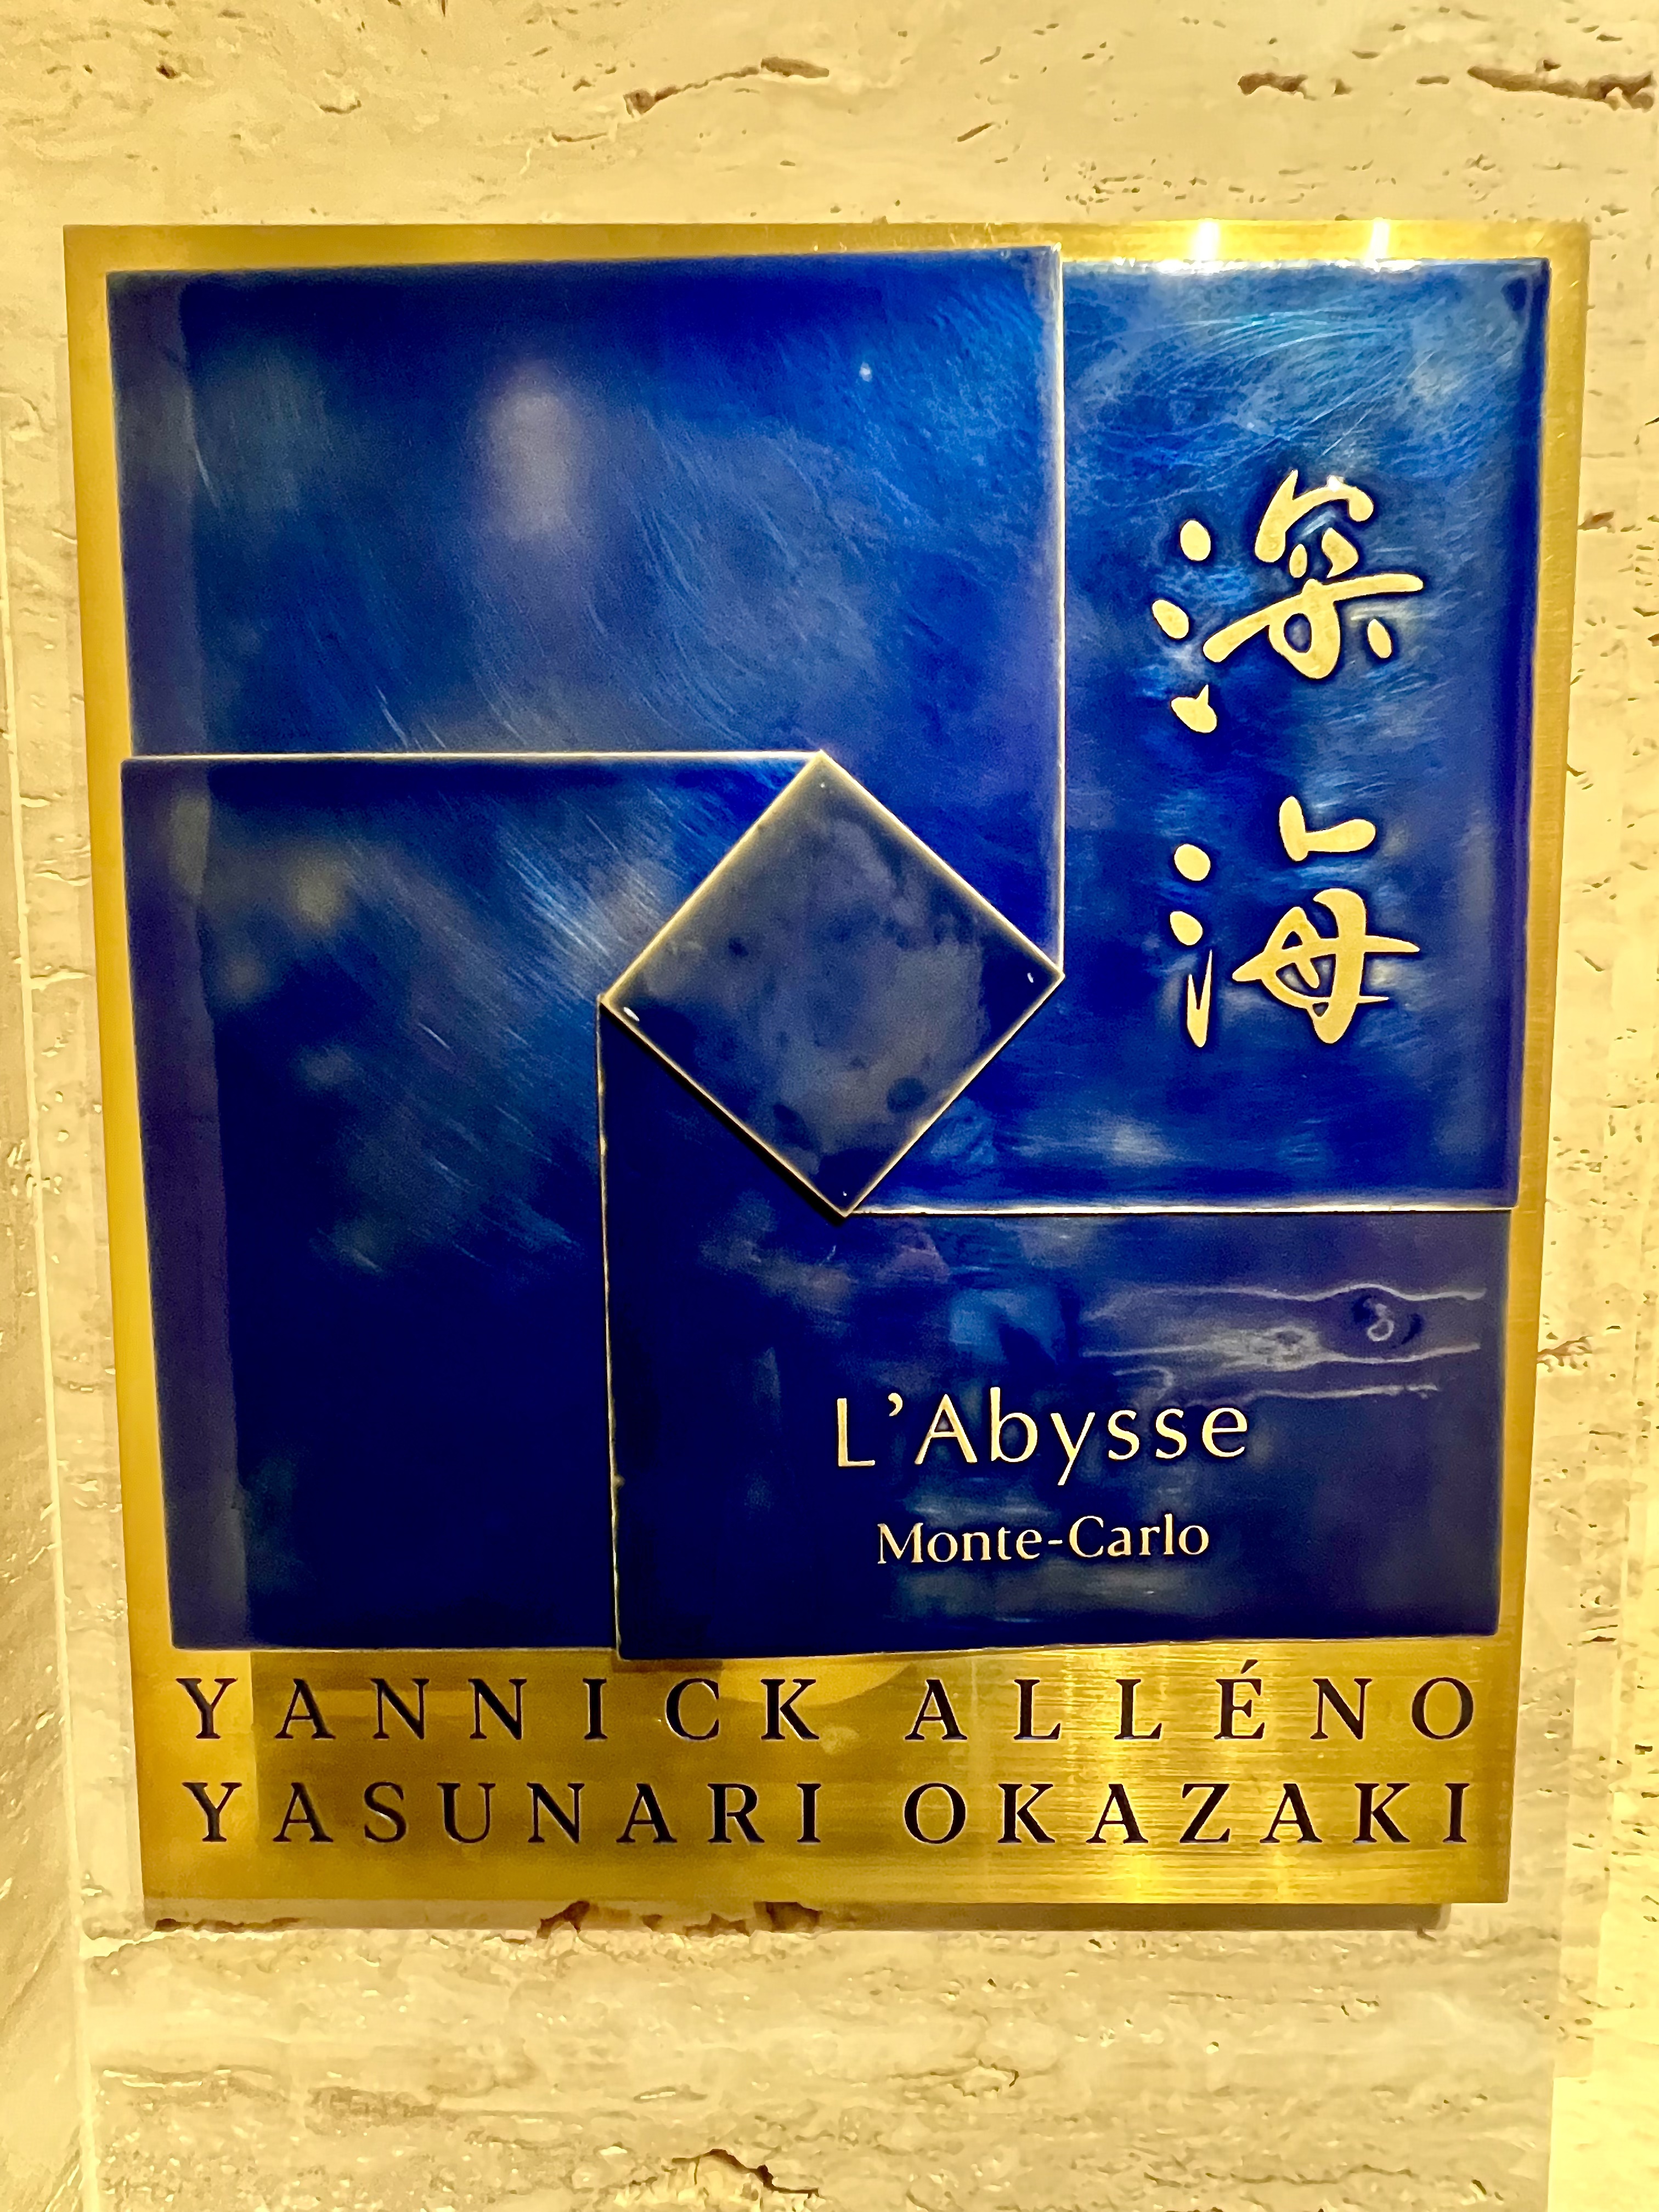 深海
L'Abysse
Monte-Carlo
YANNICK ALLÉNO
YASUNARI OKAZAKI